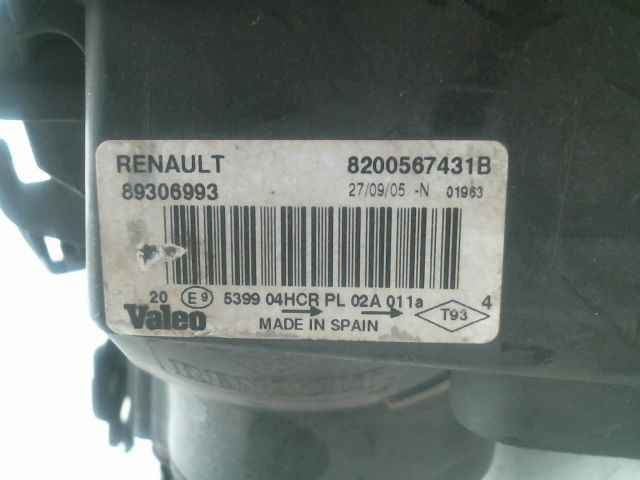 RENAULT 8200567431B
89306993 27/09/05 -N 01963
20 E9 5399 04HCR PL 02A 011a 4
Valeo MADE IN SPAIN T93